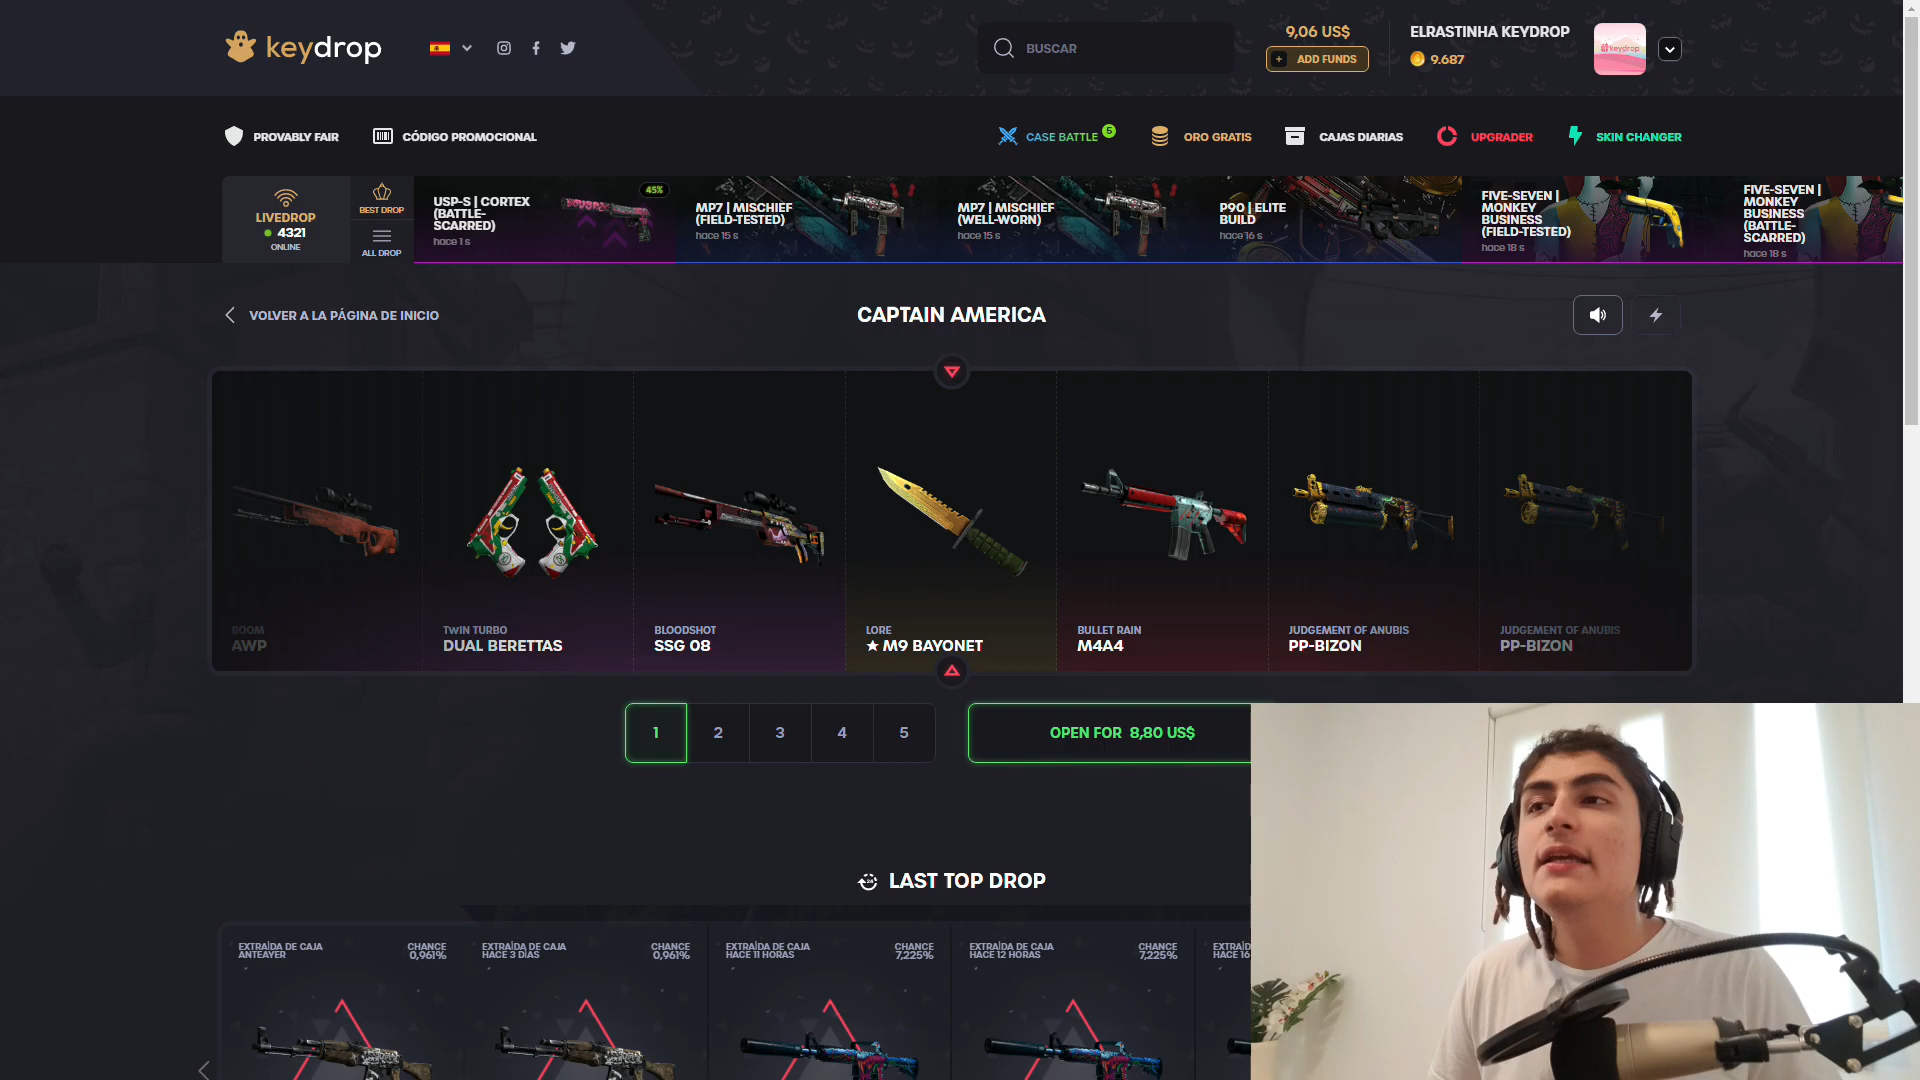 keydrop
BUSCAR
9,06 US$
+ ADD FUNDS
ELRASTINHA KEYDROP
9.687
keydrop
PROVABLY FAIR
CÓDIGO PROMOCIONAL
CASE BATTLE 5
ORO GRATIS
CAJAS DIARIAS
UPGRADER
SKIN CHANGER
LIVEDROP
4321
ONLINE
BEST DROP
ALL DROP
USP-S | CORTEX
(BATTLE-
SCARRED)
hace 1 s
45%
MP7 | MISCHIEF
(FIELD-TESTED)
hace 15 s
MP7 | MISCHIEF
(WELL-WORN)
hace 15 s
P90 | ELITE
BUILD
hace 16 s
FIVE-SEVEN |
MONKEY
BUSINESS
(FIELD-TESTED)
hace 18 s
FIVE-SEVEN |
MONKEY
BUSINESS
(BATTLE-
SCARRED)
hace 18 s
VOLVER A LA PÁGINA DE INICIO
CAPTAIN AMERICA
BOOM
AWP
TWIN TURBO
DUAL BERETTAS
BLOODSHOT
SSG 08
LORE
★ M9 BAYONET
BULLET RAIN
M4A4
JUDGEMENT OF ANUBIS
PP-BIZON
JUDGEMENT OF ANUBIS
PP-BIZON
1 2 3 4 5
OPEN FOR 8,80 US$
LAST TOP DROP
EXTRAÍDA DE CAJA
ANTEAYER
CHANCE
0,961%
EXTRAÍDA DE CAJA
HACE 3 DÍAS
CHANCE
0,961%
EXTRAÍDA DE CAJA
HACE 11 HORAS
CHANCE
7,225%
EXTRAÍDA DE CAJA
HACE 12 HORAS
CHANCE
7,225%
EXTRAÍD
HACE 16